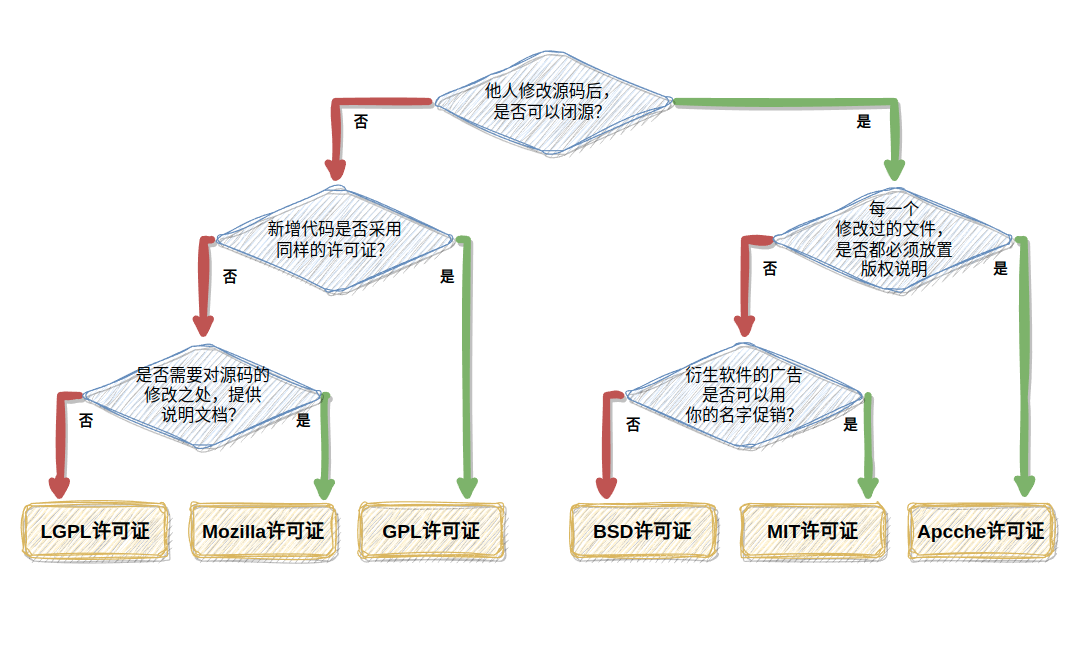 他人修改源码后，
是否可以闭源？
否
是
新增代码是否采用
同样的许可证？
否
是
每一个
修改过的文件，
是否都必须放置
版权说明
否
是
是否需要对源码的
修改之处，提供
说明文档？
否
是
衍生软件的广告
是否可以用
你的名字促销？
否
是
LGPL许可证
Mozilla许可证
GPL许可证
BSD许可证
MIT许可证
Apcche许可证